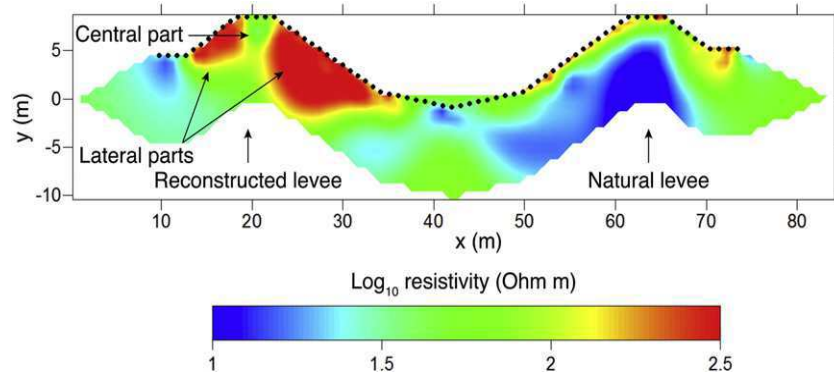 Central part
Lateral parts
Reconstructed levee
Natural levee
y (m)
5
0
-5
-10
10 20 30 40 50 60 70 80
x (m)
Log₁₀ resistivity (Ohm m)
1 1.5 2 2.5